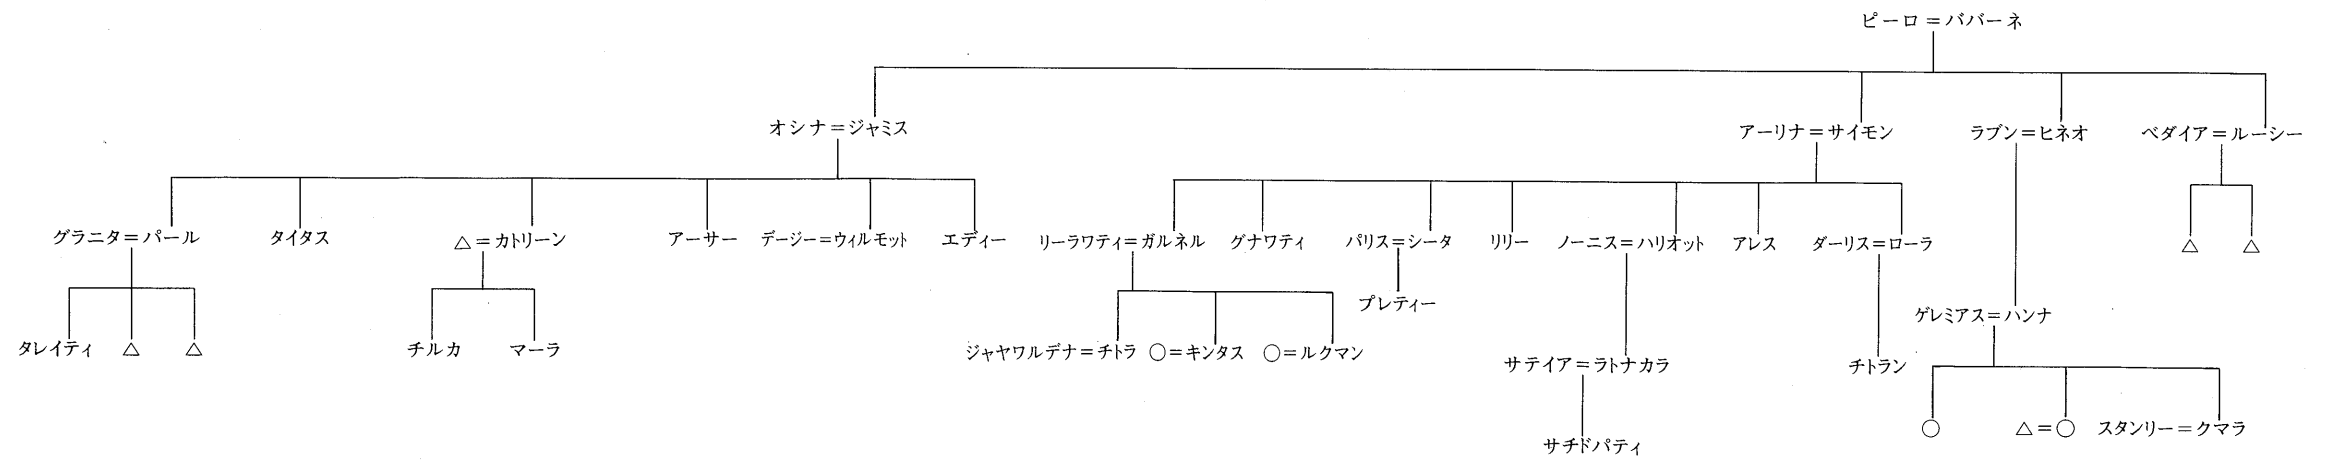 ピーロ＝ババーネ
オシナ＝ジャミス
アーリナ＝サイモン
ラブン＝ヒネオ
ベダイア＝ルーシー
グラニタ＝パール
タイタス
△＝カトリーン
アーサー
デージー＝ウィルモット
エディー
リーラワティ＝ガルネル
グナワティ
パリス＝シータ
リリー
ノーニス＝ハリオット
アレス
ダーリス＝ローラ
△
△
プレティー
ゲレミアス＝ハンナ
タレイティ
△
△
チルカ
マーラ
ジャヤワルデナ＝チトラ
○＝キンタス
○＝ルクマン
サテイア＝ラトナカラ
チトラン
○
△＝○
スタンリー＝クマラ
サチドパティ